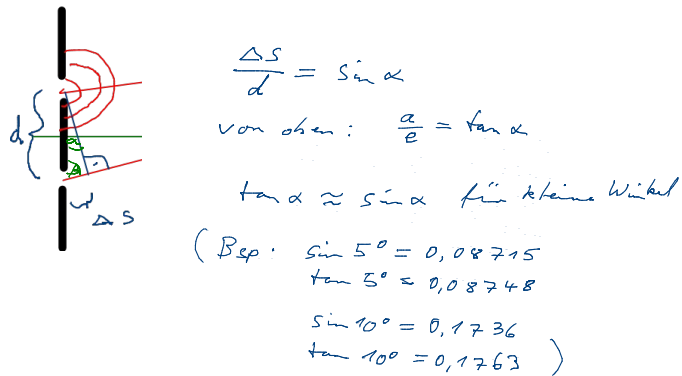 Δs/d = sin α
von oben: a/e = tan α
tan α ≈ sin α für kleine Winkel
(Bsp: sin 5° = 0,08715
tan 5° = 0,08748
sin 10° = 0,1736
tan 10° = 0,1763 )
d
α
Δs